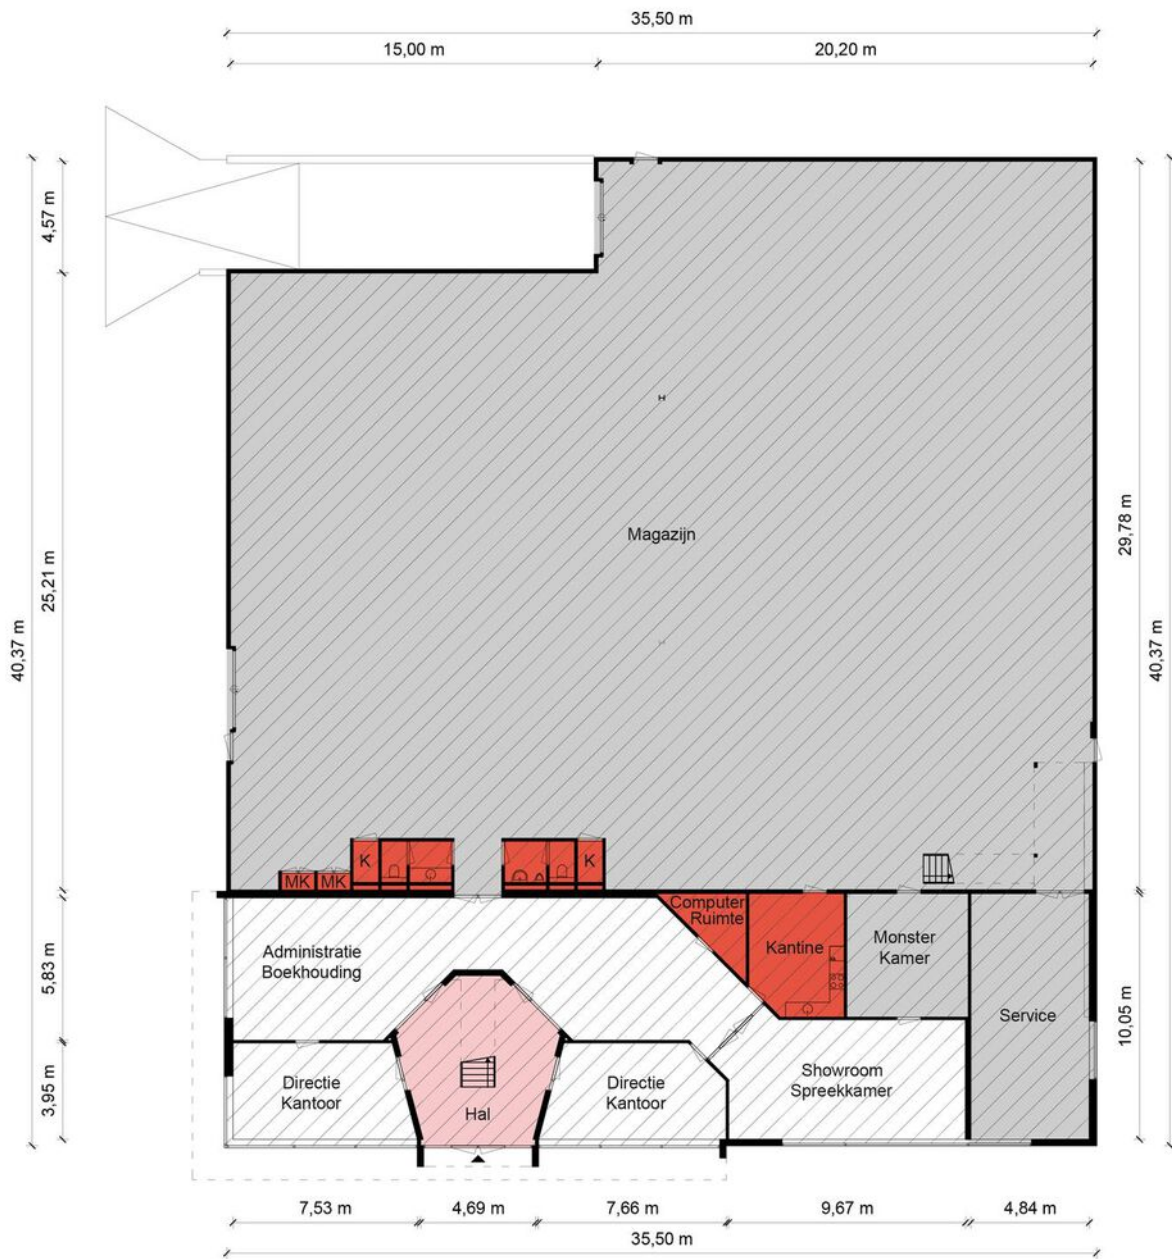 35,50 m
15,00 m
20,20 m
4,57 m
25,21 m
40,37 m
29,78 m
40,37 m
Magazijn
K
K
MK
MK
Computer
Ruimte
Administratie
Boekhouding
Kantine
Monster
Kamer
Service
5,83 m
10,05 m
3,95 m
Directie
Kantoor
Hal
Directie
Kantoor
Showroom
Spreekkamer
7,53 m
4,69 m
7,66 m
9,67 m
4,84 m
35,50 m